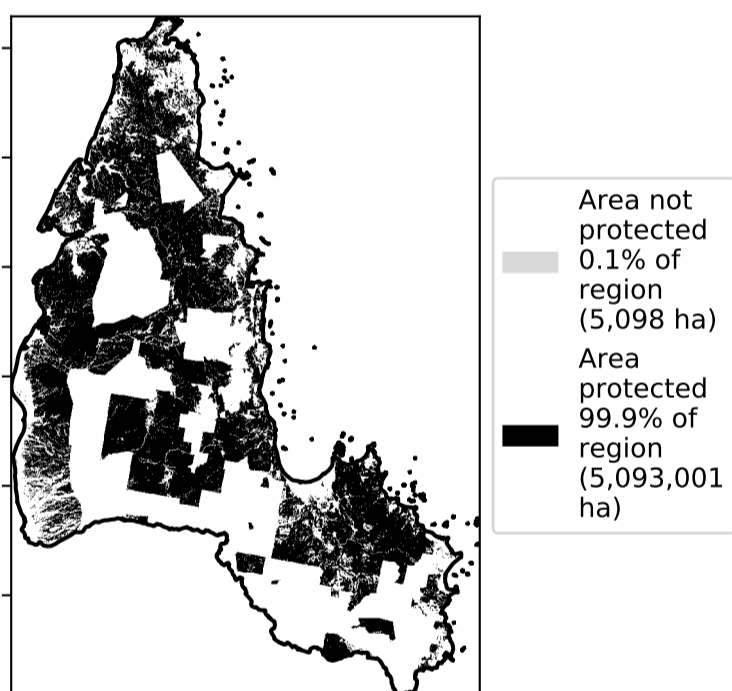 Area not
protected
0.1% of
region
(5,098 ha)
Area
protected
99.9% of
region
(5,093,001
ha)